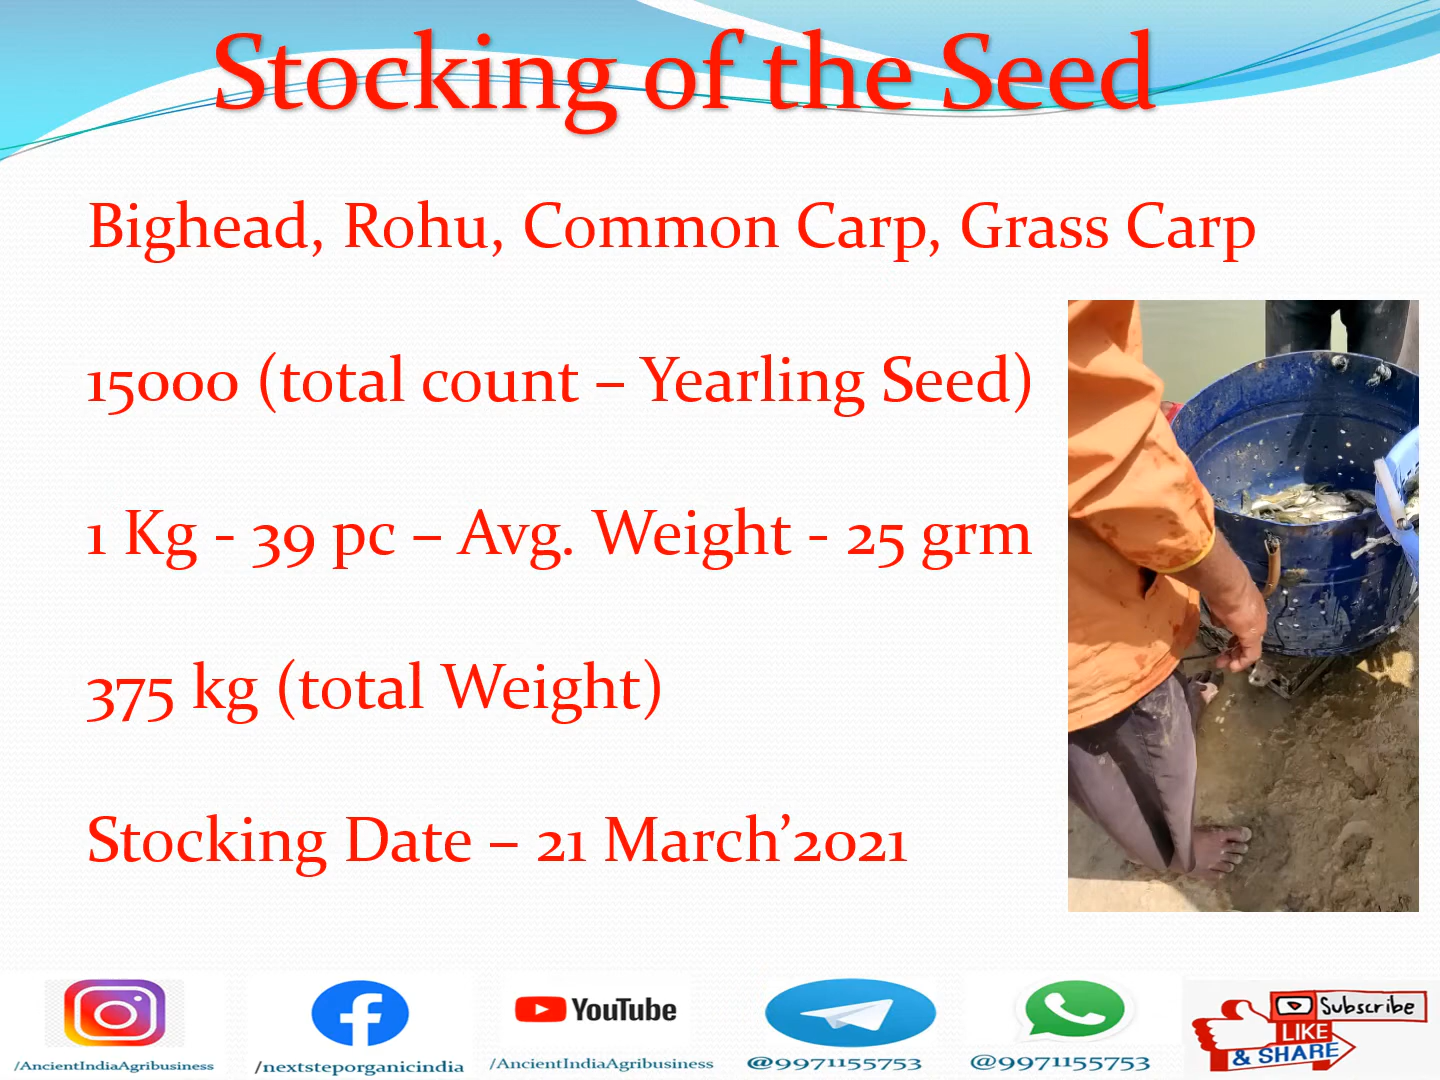 Stocking of the Seed
Bighead, Rohu, Common Carp, Grass Carp
15000 (total count – Yearling Seed)
1 Kg - 39 pc – Avg. Weight - 25 grm
375 kg (total Weight)
Stocking Date – 21 March’2021
YouTube
Subscribe
LIKE
& SHARE
/AncientIndiaAgribusiness
/nextsteporganicindia
/AncientIndiaAgribusiness
@9971155753
@9971155753